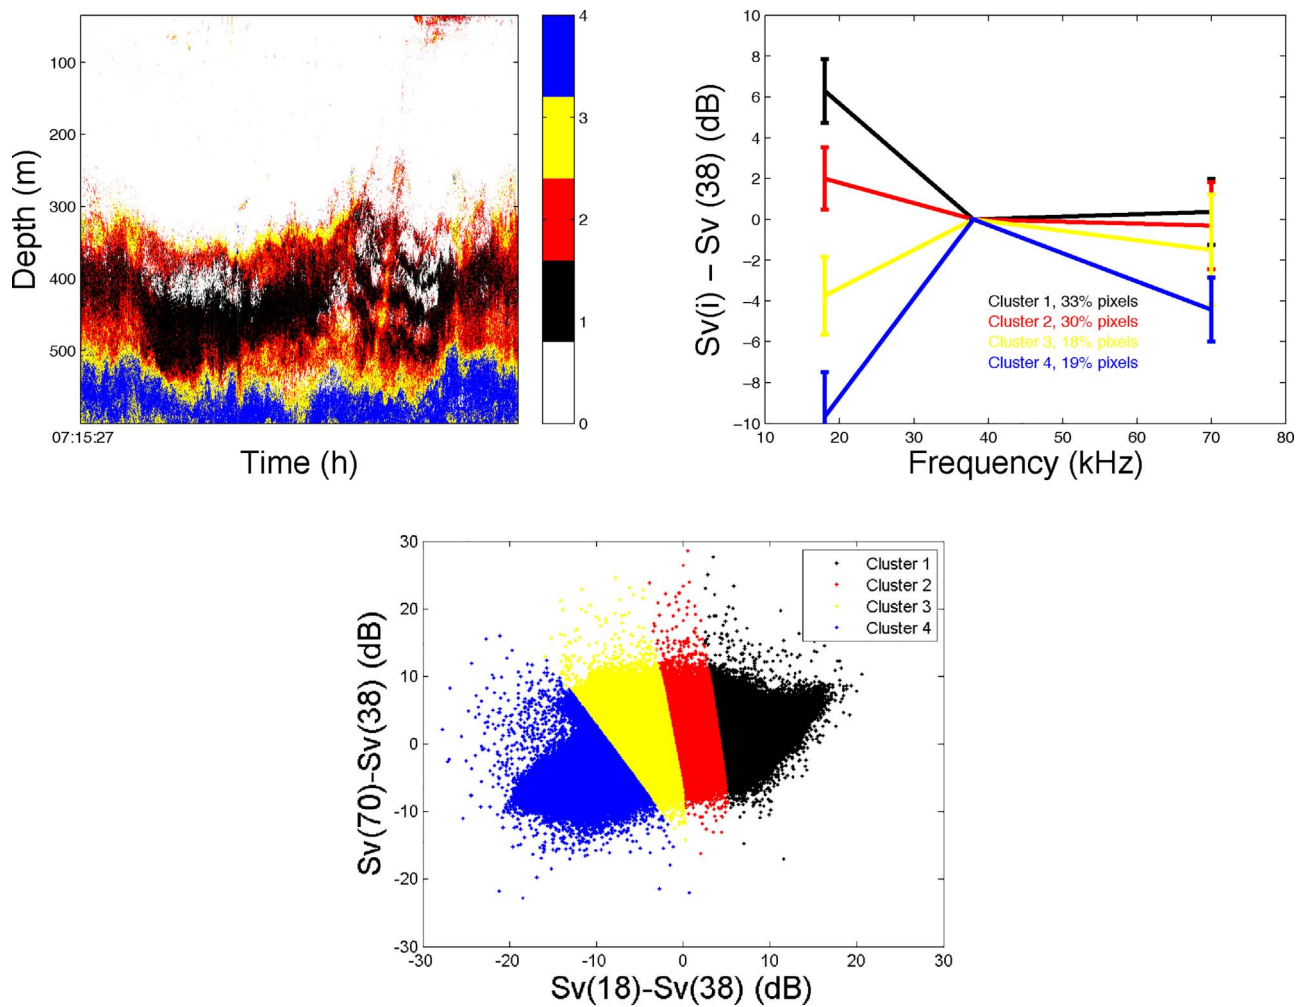 Depth (m)
100
200
300
400
500
07:15:27
Time (h)
4
3
2
1
0
Sv(i) – Sv (38) (dB)
8
6
4
2
0
−2
−4
−6
−8
−10
Cluster 1, 33% pixels
Cluster 2, 30% pixels
Cluster 3, 18% pixels
Cluster 4, 19% pixels
10 20 30 40 50 60 70 80
Frequency (kHz)
Sv(70)-Sv(38) (dB)
30
20
10
0
-10
-20
-30
Cluster 1
Cluster 2
Cluster 3
Cluster 4
-30 -20 -10 0 10 20 30
Sv(18)-Sv(38) (dB)